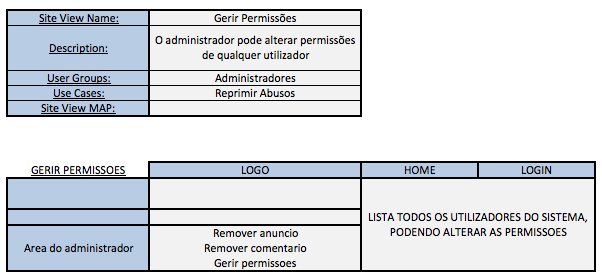 Site View Name: Gerir Permissões
Description: O administrador pode alterar permissões
de qualquer utilizador
User Groups: Administradores
Use Cases: Reprimir Abusos
Site View MAP:
GERIR PERMISSOES LOGO HOME LOGIN
LISTA TODOS OS UTILIZADORES DO SISTEMA,
PODENDO ALTERAR AS PERMISSOES
Area do administrador
Remover anuncio
Remover comentario
Gerir permissoes